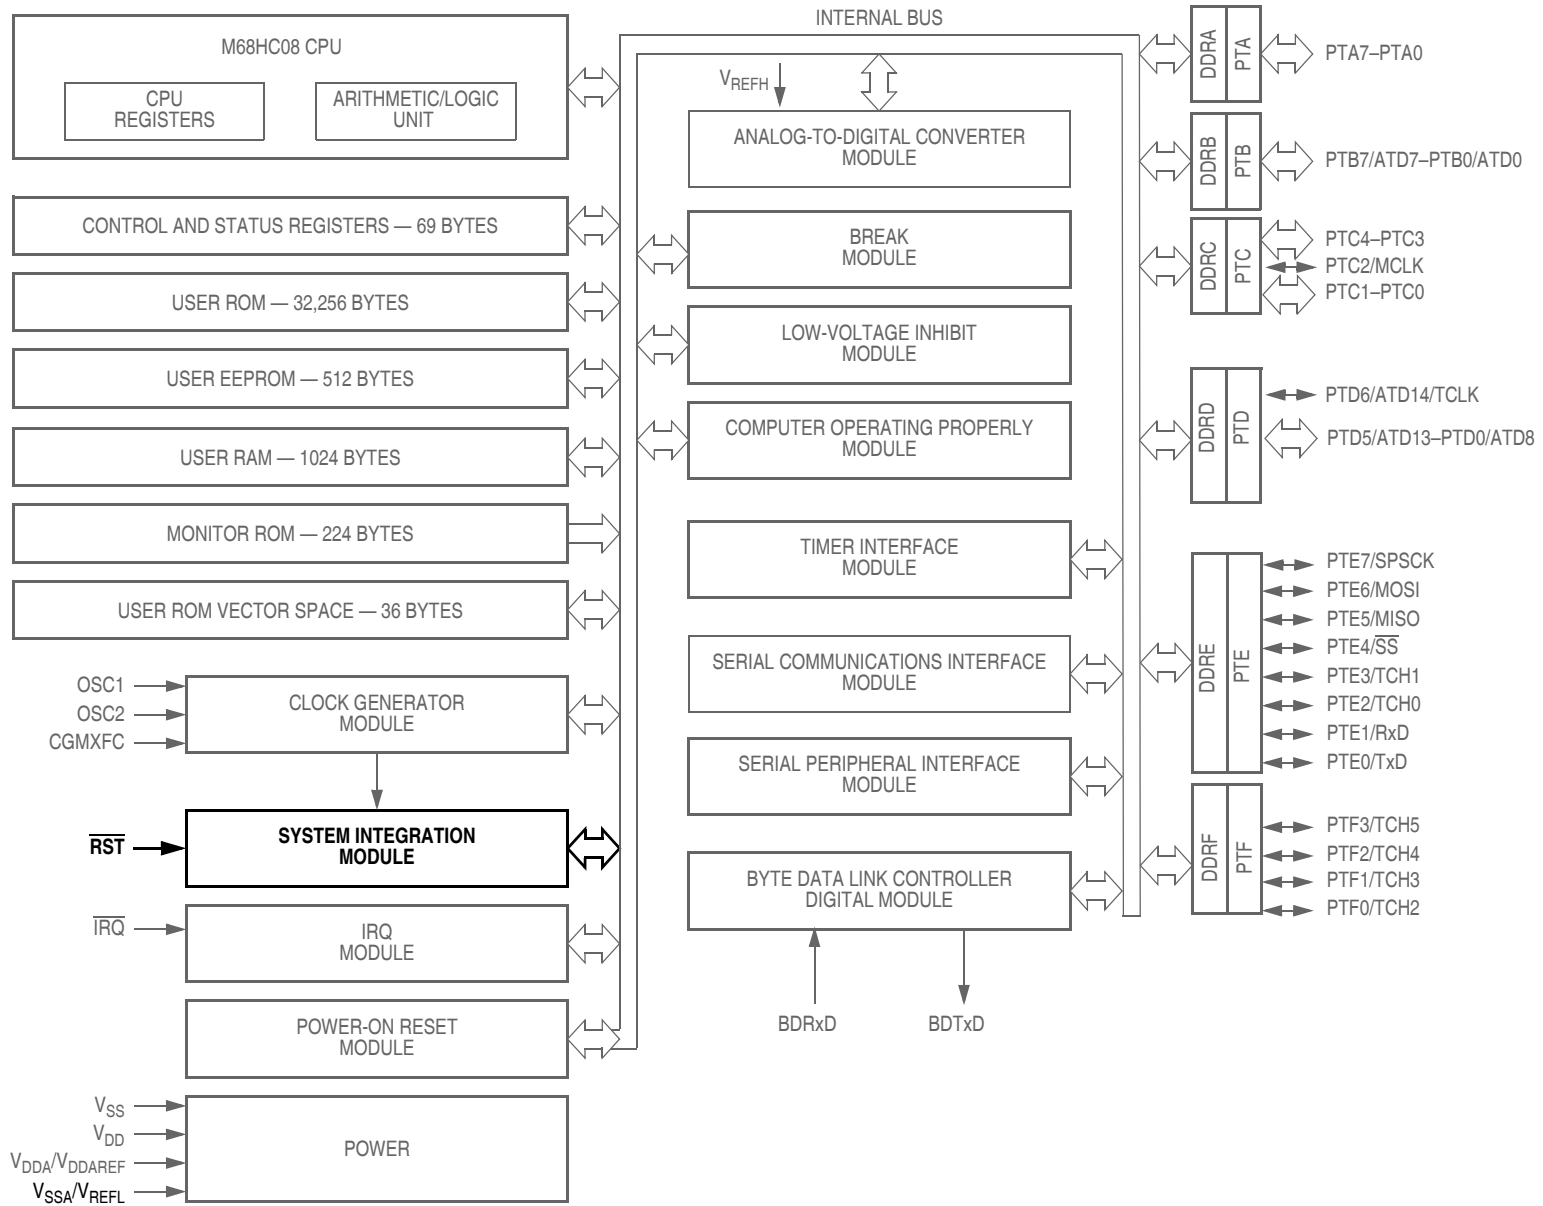 INTERNAL BUS
M68HC08 CPU
CPU
REGISTERS
ARITHMETIC/LOGIC
UNIT
CONTROL AND STATUS REGISTERS — 69 BYTES
USER ROM — 32,256 BYTES
USER EEPROM — 512 BYTES
USER RAM — 1024 BYTES
MONITOR ROM — 224 BYTES
USER ROM VECTOR SPACE — 36 BYTES
OSC1
OSC2
CGMXFC
CLOCK GENERATOR
MODULE
RST
SYSTEM INTEGRATION
MODULE
IRQ
IRQ
MODULE
POWER-ON RESET
MODULE
VSS
VDD
VDDA/VDDAREF
VSSA/VREFL
POWER
VREFH
ANALOG-TO-DIGITAL CONVERTER
MODULE
BREAK
MODULE
LOW-VOLTAGE INHIBIT
MODULE
COMPUTER OPERATING PROPERLY
MODULE
TIMER INTERFACE
MODULE
SERIAL COMMUNICATIONS INTERFACE
MODULE
SERIAL PERIPHERAL INTERFACE
MODULE
BYTE DATA LINK CONTROLLER
DIGITAL MODULE
BDRxD
BDTxD
DDRA
PTA
PTA7–PTA0
DDRB
PTB
PTB7/ATD7–PTB0/ATD0
DDRC
PTC
PTC4–PTC3
PTC2/MCLK
PTC1–PTC0
DDRD
PTD
PTD6/ATD14/TCLK
PTD5/ATD13–PTD0/ATD8
DDRE
PTE
PTE7/SPSCK
PTE6/MOSI
PTE5/MISO
PTE4/SS
PTE3/TCH1
PTE2/TCH0
PTE1/RxD
PTE0/TxD
DDRF
PTF
PTF3/TCH5
PTF2/TCH4
PTF1/TCH3
PTF0/TCH2